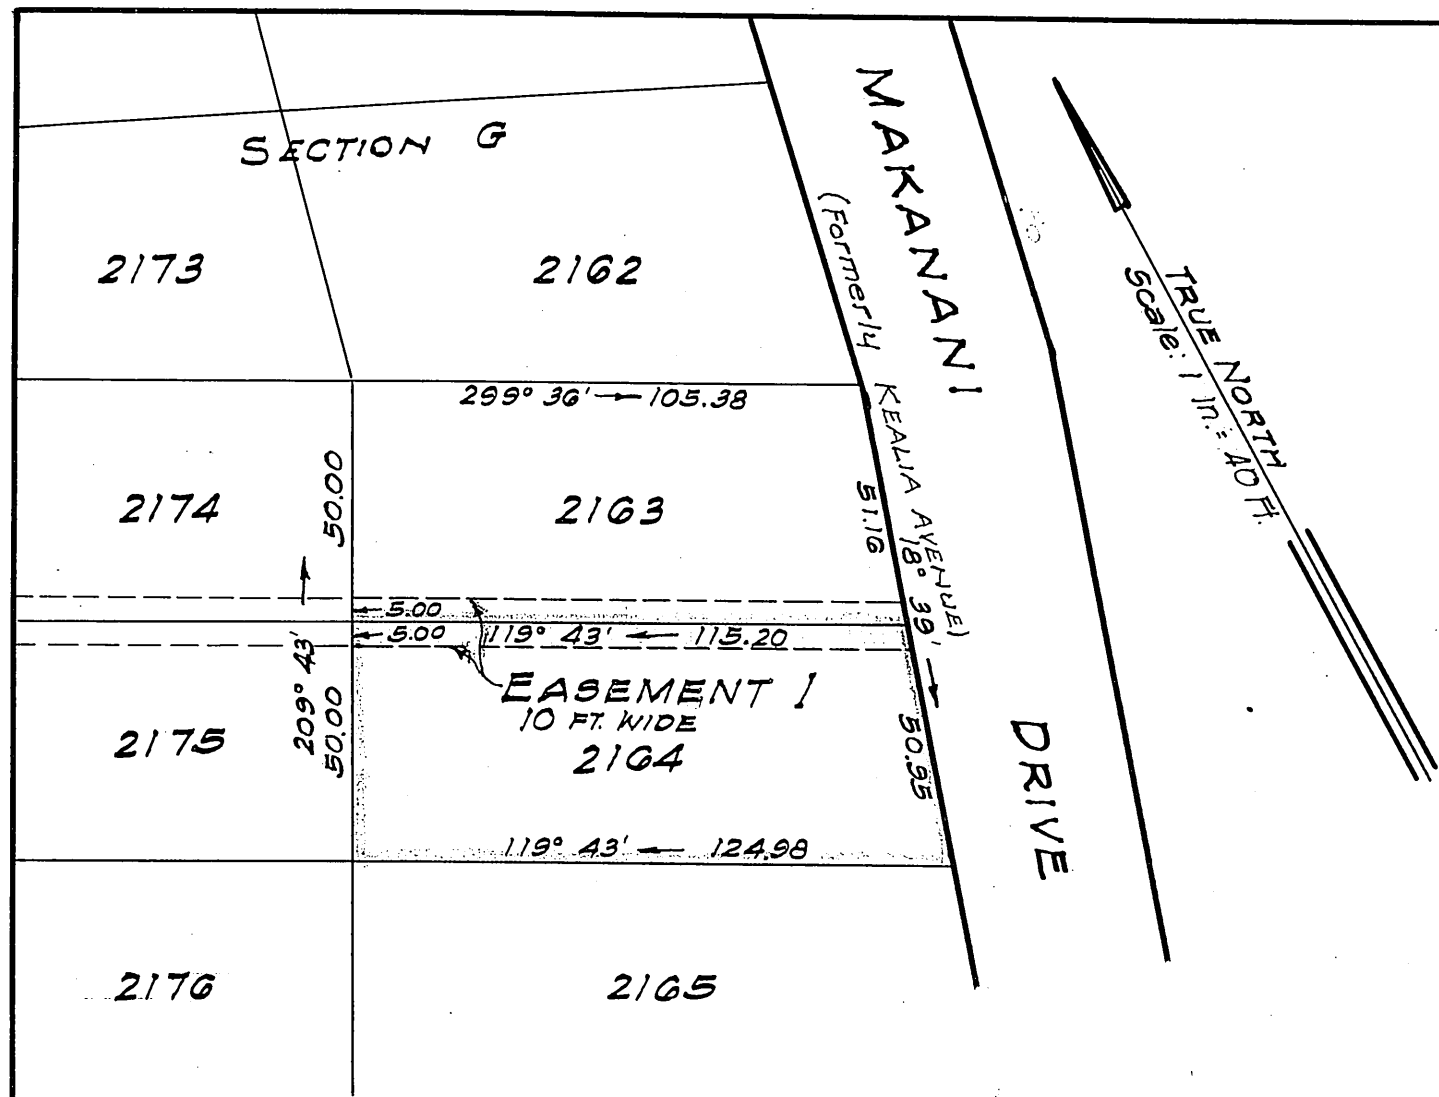 SECTION G
2173
2162
MAKANANI
DRIVE
(Formerly KEALIA AVENUE)
TRUE NORTH
Scale: 1 In. = 40 Ft.
299° 36' → 105.38
2174
50.00
2163
51.16
18° 39' →
← 5.00
← 5.00
119° 43' ← 115.20
EASEMENT 1
10 FT. WIDE
2175
209° 43' →
50.00
2164
50.95
119° 43' ← 124.98
2176
2165